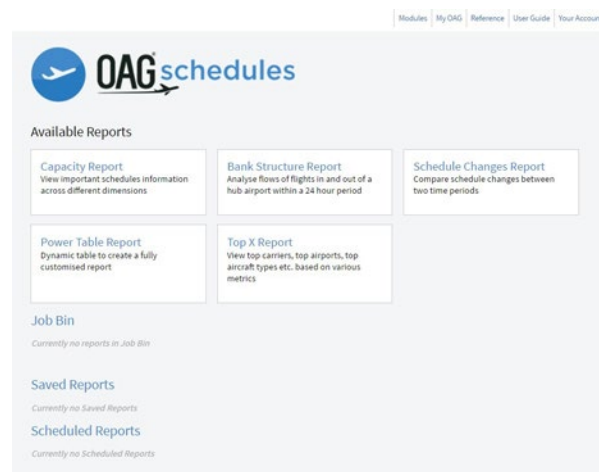 Modules My OAG Reference User Guide Your Accoun
OAG schedules
Available Reports
Capacity Report
View important schedules information
across different dimensions
Bank Structure Report
Analyse flows of flights in and out of a
hub airport within a 24 hour period
Schedule Changes Report
Compare schedule changes between
two time periods
Power Table Report
Dynamic table to create a fully
customised report
Top X Report
View top carriers, top airports, top
aircraft types etc. based on various
metrics
Job Bin
Currently no reports in Job Bin
Saved Reports
Currently no Saved Reports
Scheduled Reports
Currently no Scheduled Reports